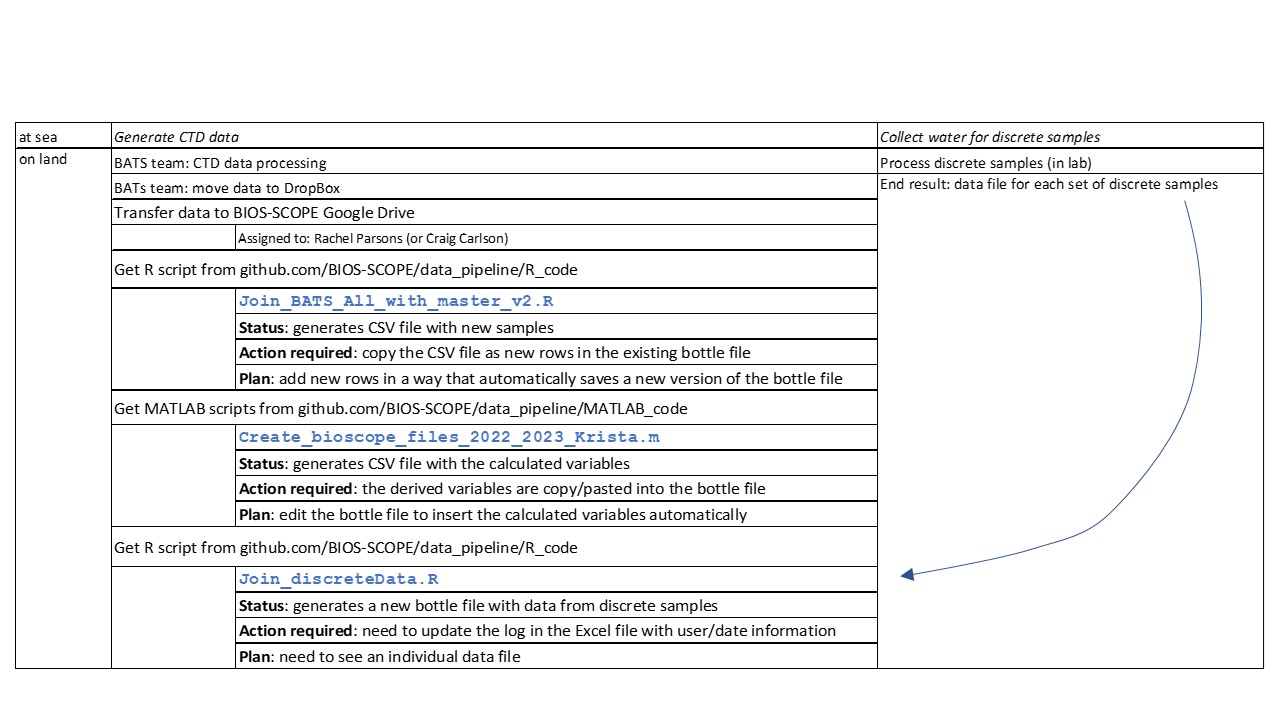 at sea
Generate CTD data
Collect water for discrete samples
on land
BATS team: CTD data processing
Process discrete samples (in lab)
BATs team: move data to DropBox
End result: data file for each set of discrete samples
Transfer data to BIOS-SCOPE Google Drive
Assigned to: Rachel Parsons (or Craig Carlson)
Get R script from github.com/BIOS-SCOPE/data_pipeline/R_code
Join_BATS_All_with_master_v2.R
Status: generates CSV file with new samples
Action required: copy the CSV file as new rows in the existing bottle file
Plan: add new rows in a way that automatically saves a new version of the bottle file
Get MATLAB scripts from github.com/BIOS-SCOPE/data_pipeline/MATLAB_code
Create_bioscope_files_2022_2023_Krista.m
Status: generates CSV file with the calculated variables
Action required: the derived variables are copy/pasted into the bottle file
Plan: edit the bottle file to insert the calculated variables automatically
Get R script from github.com/BIOS-SCOPE/data_pipeline/R_code
Join_discreteData.R
Status: generates a new bottle file with data from discrete samples
Action required: need to update the log in the Excel file with user/date information
Plan: need to see an individual data file